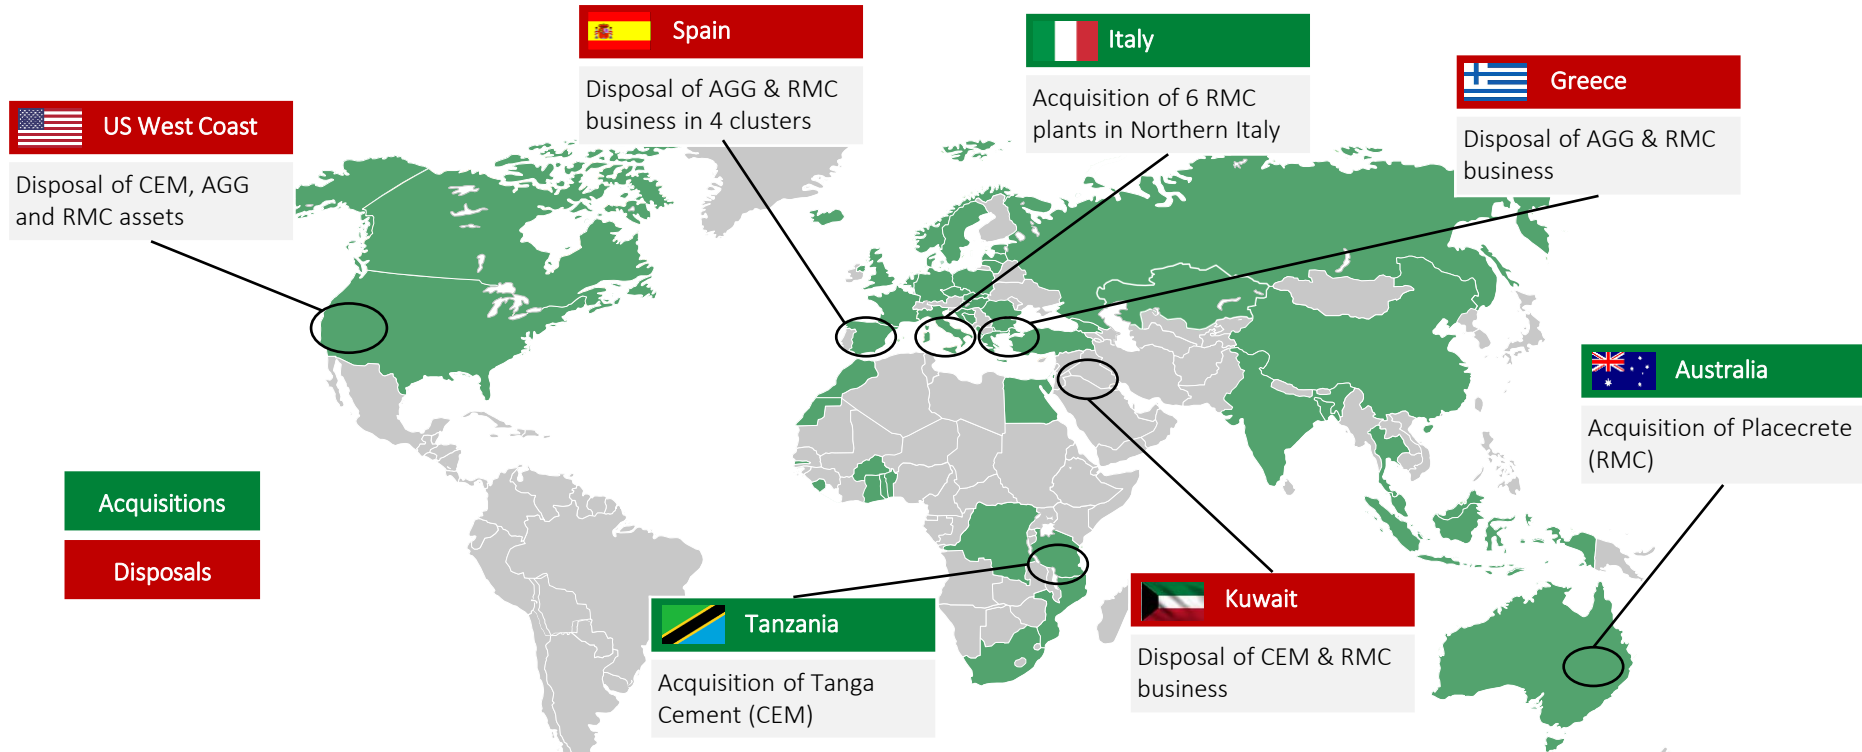 Spain
Disposal of AGG & RMC
business in 4 clusters
Italy
Acquisition of 6 RMC
plants in Northern Italy
Greece
Disposal of AGG & RMC
business
US West Coast
Disposal of CEM, AGG
and RMC assets
Australia
Acquisition of Placecrete
(RMC)
Acquisitions
Disposals
Tanzania
Acquisition of Tanga
Cement (CEM)
Kuwait
Disposal of CEM & RMC
business